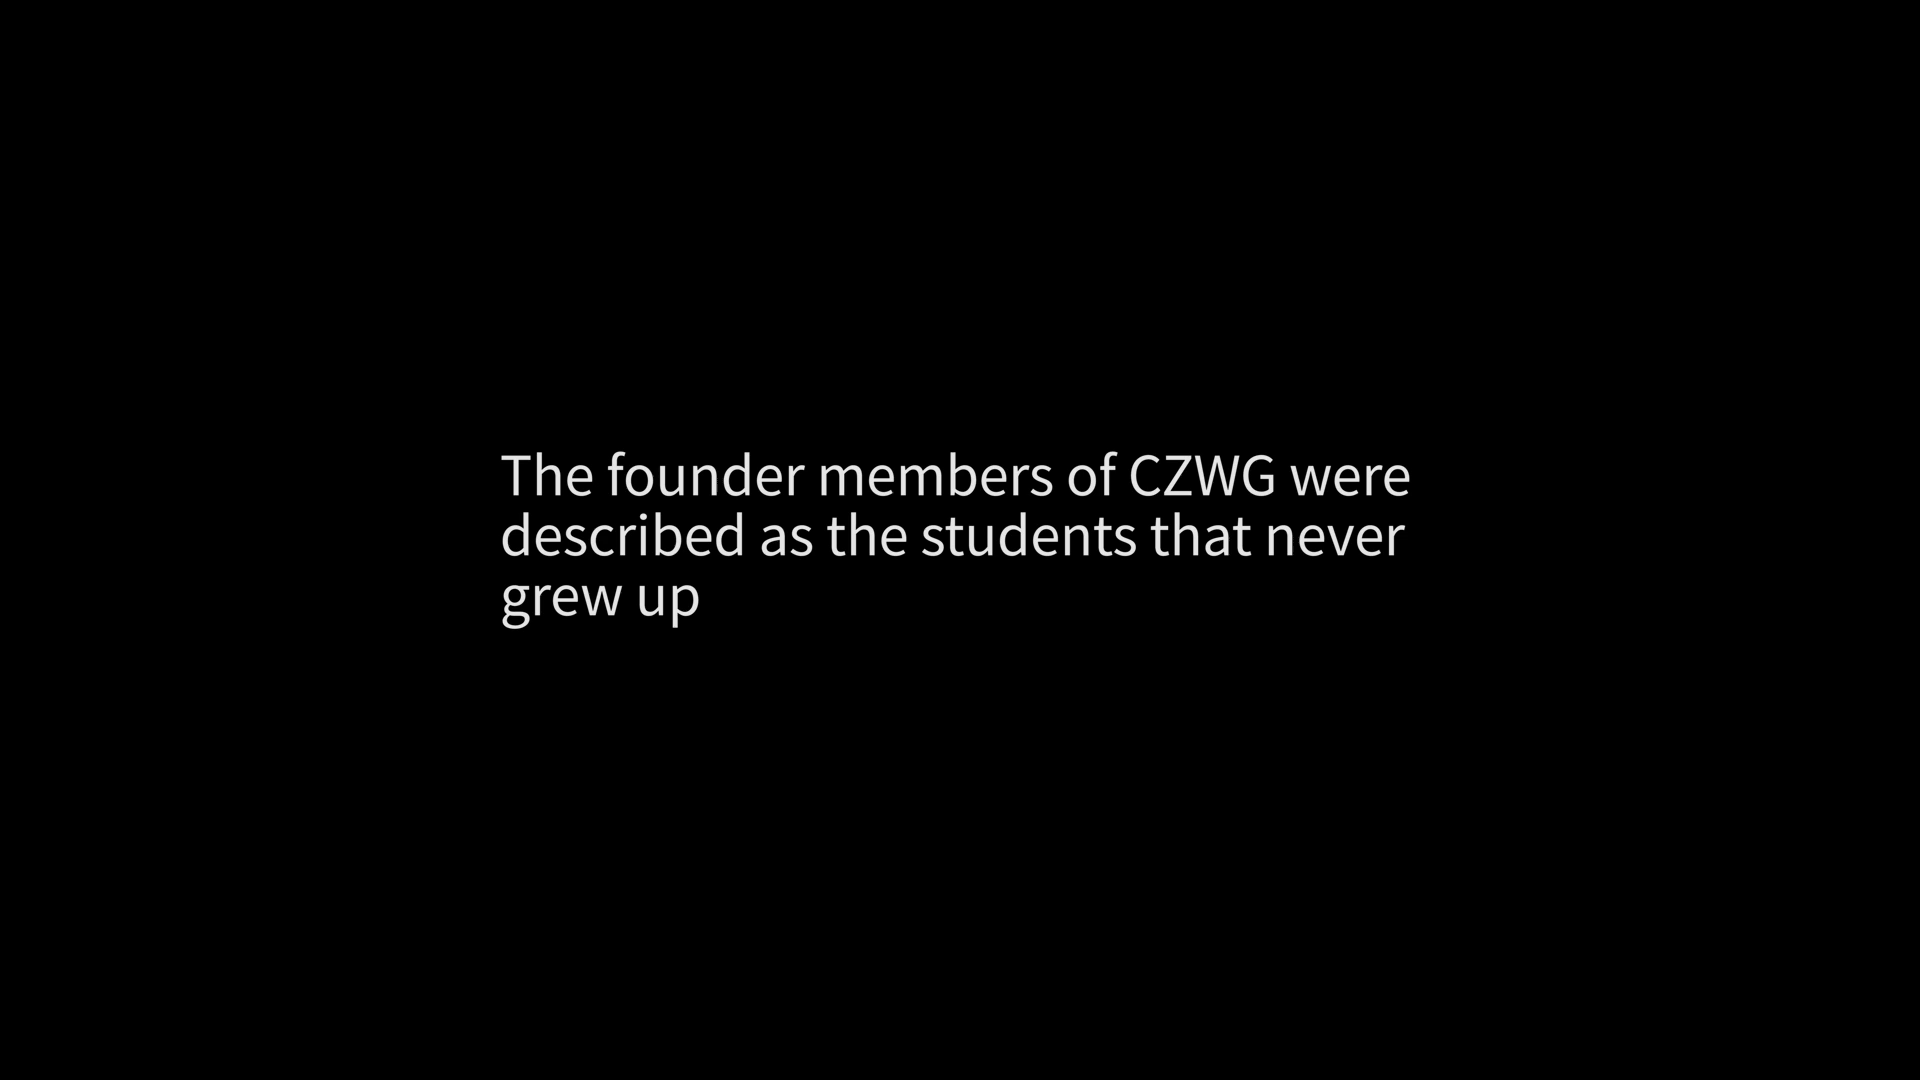 The founder members of CZWG were
described as the students that never
grew up